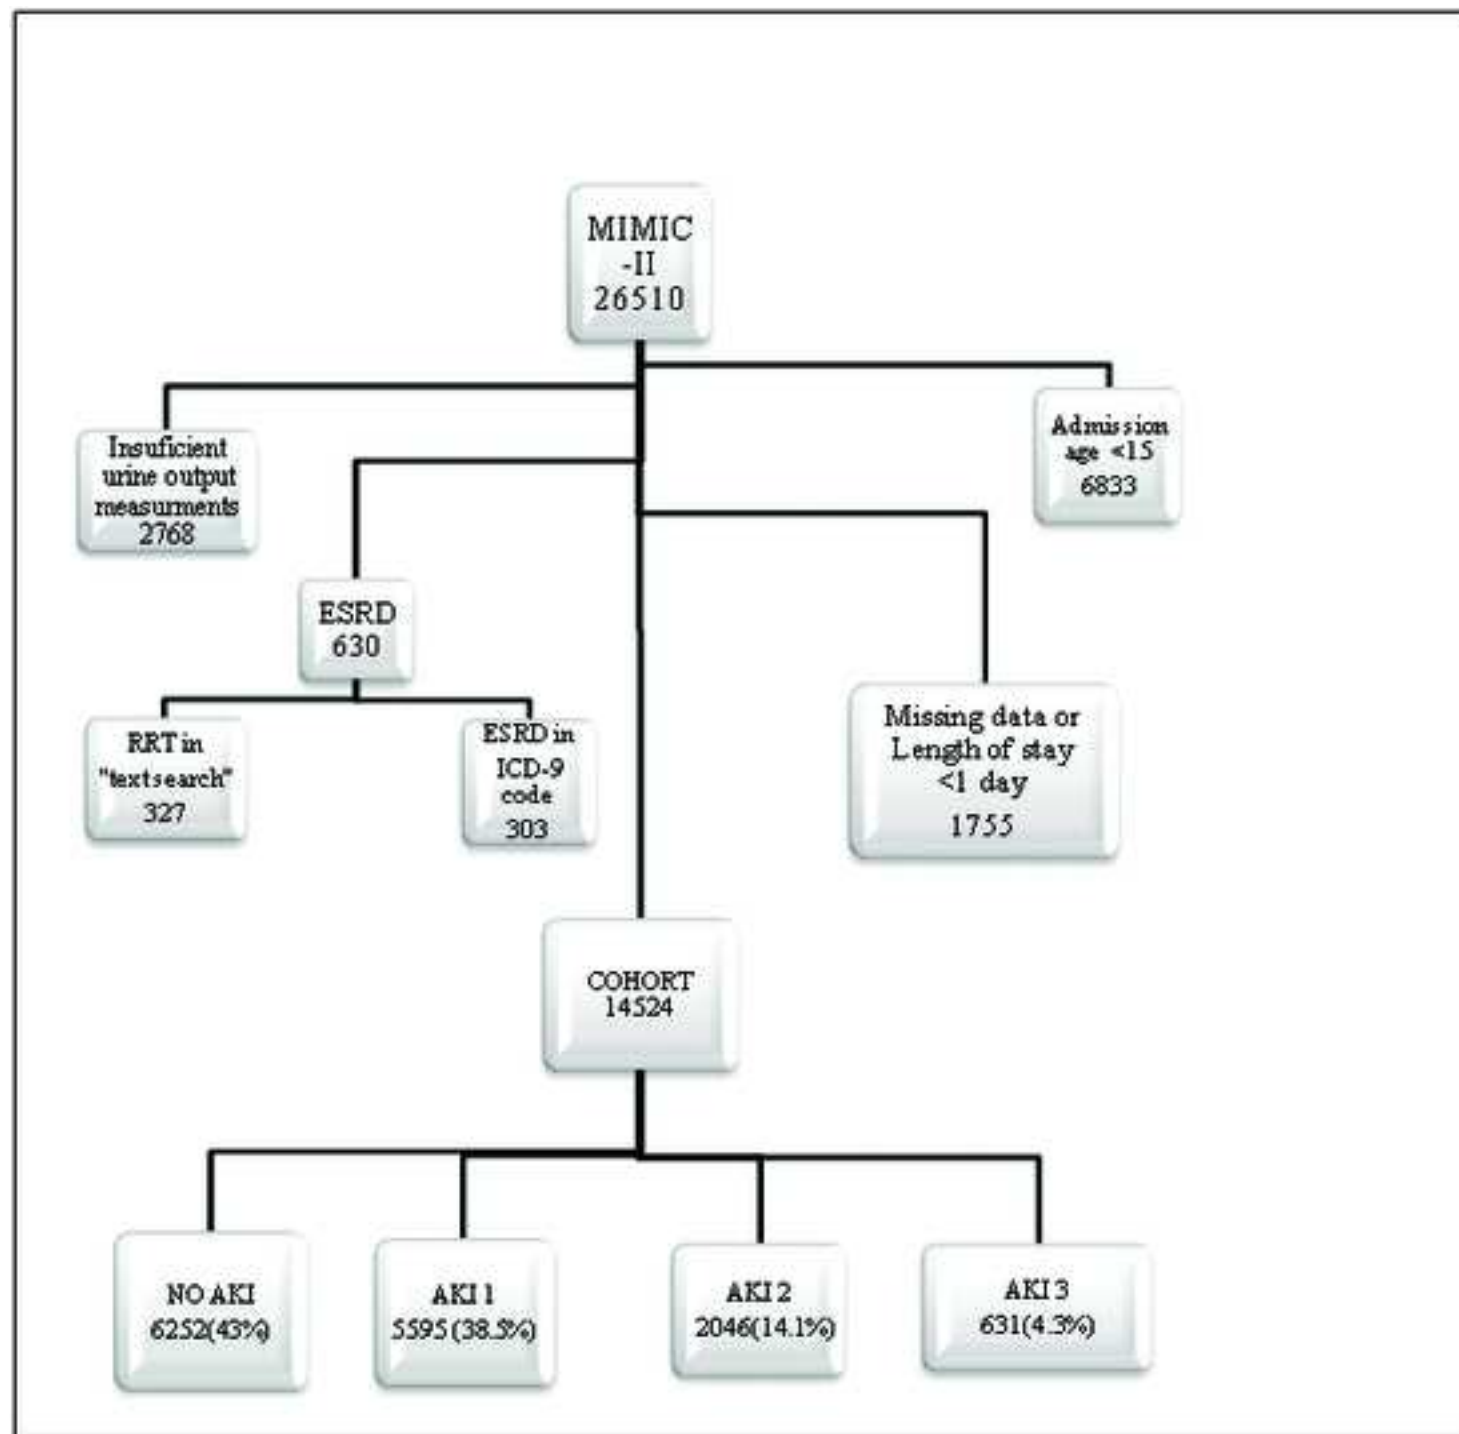 MIMIC
-II
26510
Admission
age <15
6833
Insuficient
urine output
measurments
2768
ESRD
630
Missing data or
Length of stay
<1 day
1755
RRT in
"textsearch"
327
ESRD in
ICD-9
code
303
COHORT
14524
NO AKI
6252(43%)
AKI 1
5595(38.5%)
AKI 2
2046(14.1%)
AKI 3
631(4.3%)